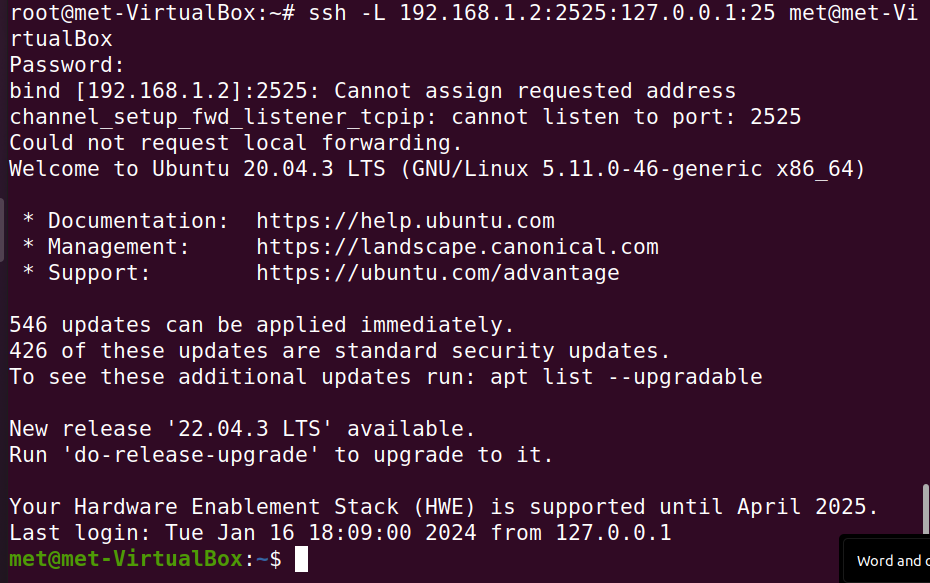 root@met-VirtualBox:~# ssh -L 192.168.1.2:2525:127.0.0.1:25 met@met-Vi
rtualBox
Password:
bind [192.168.1.2]:2525: Cannot assign requested address
channel_setup_fwd_listener_tcpip: cannot listen to port: 2525
Could not request local forwarding.
Welcome to Ubuntu 20.04.3 LTS (GNU/Linux 5.11.0-46-generic x86_64)

 * Documentation:  https://help.ubuntu.com
 * Management:     https://landscape.canonical.com
 * Support:        https://ubuntu.com/advantage

546 updates can be applied immediately.
426 of these updates are standard security updates.
To see these additional updates run: apt list --upgradable

New release '22.04.3 LTS' available.
Run 'do-release-upgrade' to upgrade to it.

Your Hardware Enablement Stack (HWE) is supported until April 2025.
Last login: Tue Jan 16 18:09:00 2024 from 127.0.0.1
met@met-VirtualBox:~$
Word and